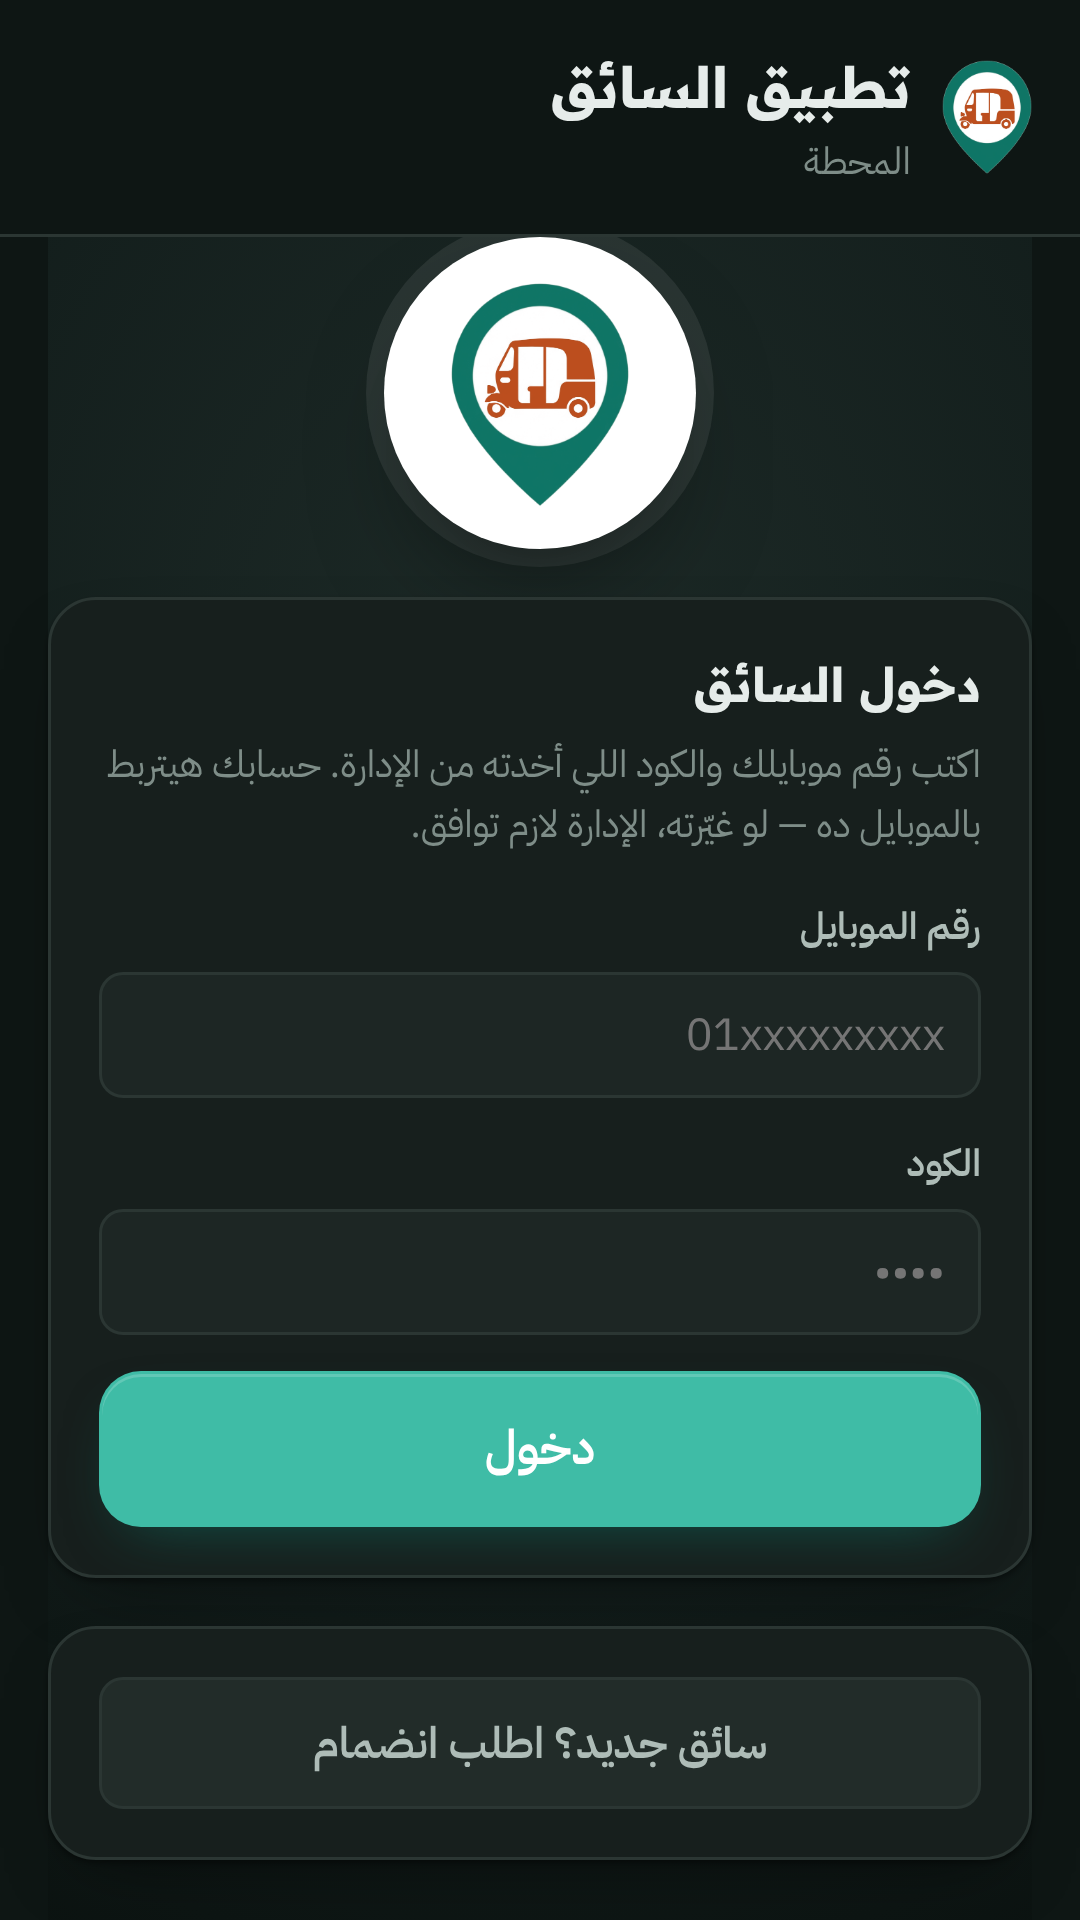 تطبيق السائق
المحطة
دخول السائق
اكتب رقم موبايلك والكود اللي أخدته من الإدارة. حسابك هيتربط
بالموبايل ده — لو غيّرته، الإدارة لازم توافق.
رقم الموبايل
01xxxxxxxxx
الكود
••••
دخول
سائق جديد؟ اطلب انضمام